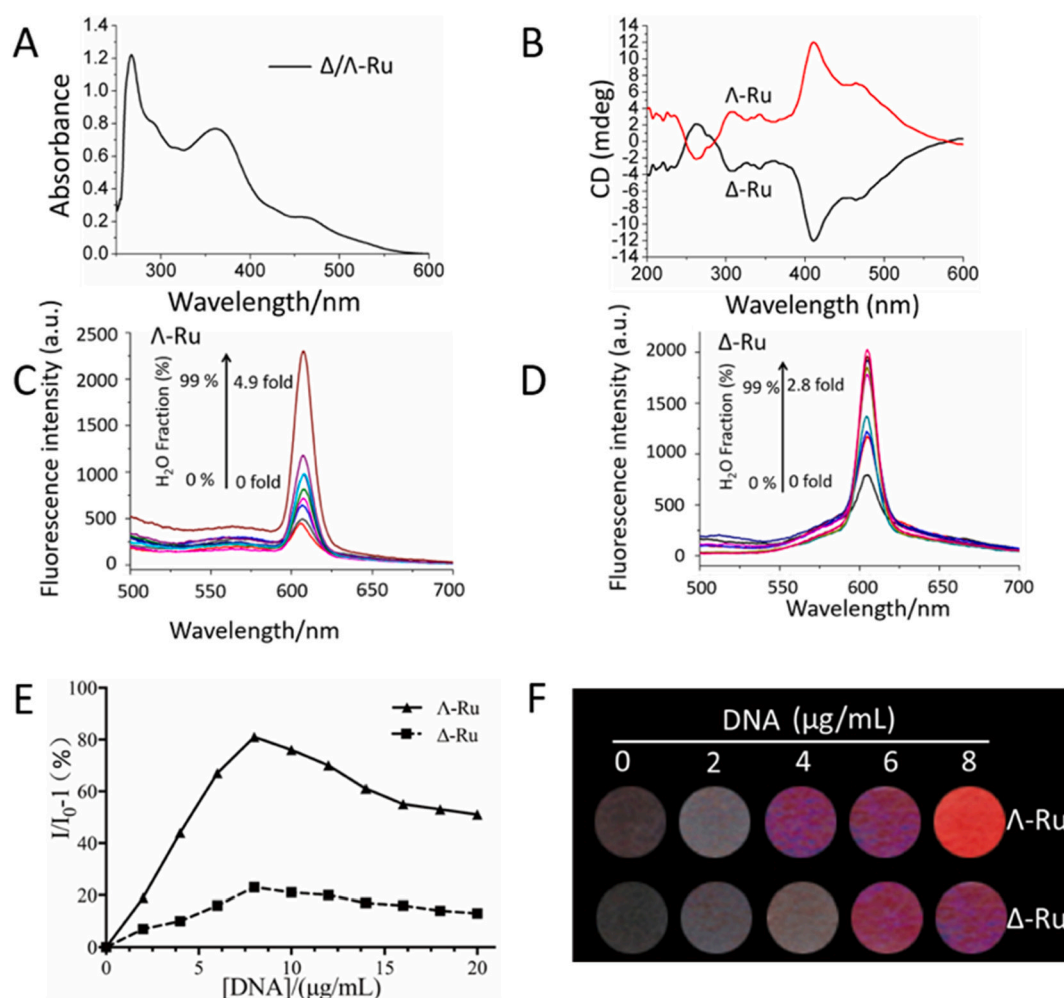 A
1.4
1.2
1.0
0.8
0.6
0.4
0.2
0.0
Absorbance
Δ/Λ-Ru
300
400
500
600
Wavelength/nm
B
14
12
10
8
6
4
2
0
-2
-4
-6
-8
-10
-12
-14
CD (mdeg)
Λ-Ru
Δ-Ru
200
300
400
500
600
Wavelength (nm)
C
2500
2000
1500
1000
500
0
Fluorescence intensity (a.u.)
Λ-Ru
H₂O Fraction (%)
99 %
4.9 fold
0 %
0 fold
500
550
600
650
700
Wavelength/nm
D
2000
1500
1000
500
0
Fluorescence intensity (a.u.)
Δ-Ru
H₂O Fraction (%)
99 %
2.8 fold
0 %
0 fold
500
550
600
650
700
Wavelength/nm
E
100
80
60
40
20
0
I/I₀-1 (%)
Λ-Ru
Δ-Ru
0
5
10
15
20
[DNA]/(μg/mL)
F
DNA (μg/mL)
0 2 4 6 8
Λ-Ru
Δ-Ru